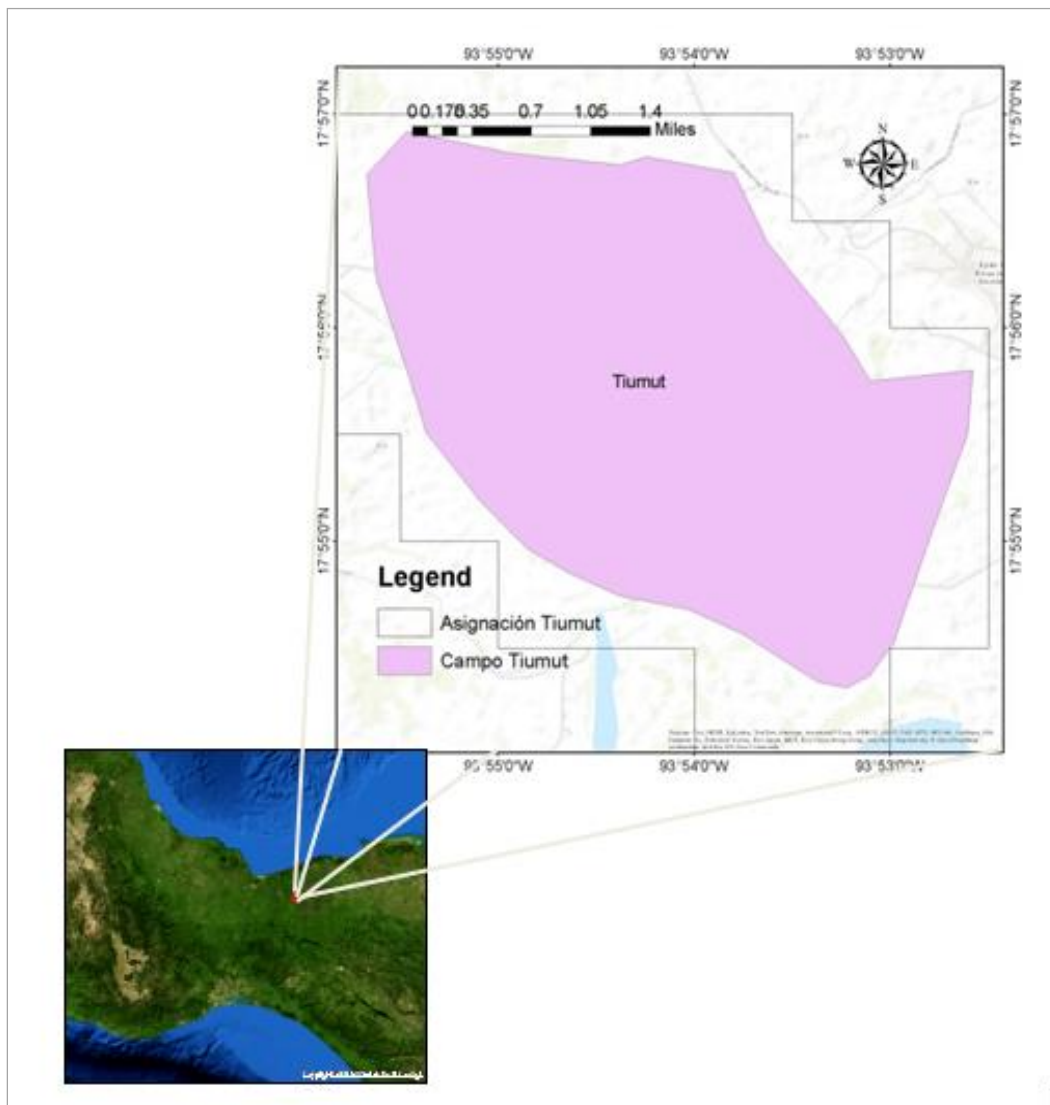 93°55'0"W 93°54'0"W 93°53'0"W
17°57'0"N 17°57'0"N
0 0.175 0.35 0.7 1.05 1.4 Miles
N
W E
S
17°56'0"N 17°56'0"N
Tiumut
17°55'0"N 17°55'0"N
Legend
Asignación Tiumut
Campo Tiumut
93°55'0"W 93°54'0"W 93°53'0"W